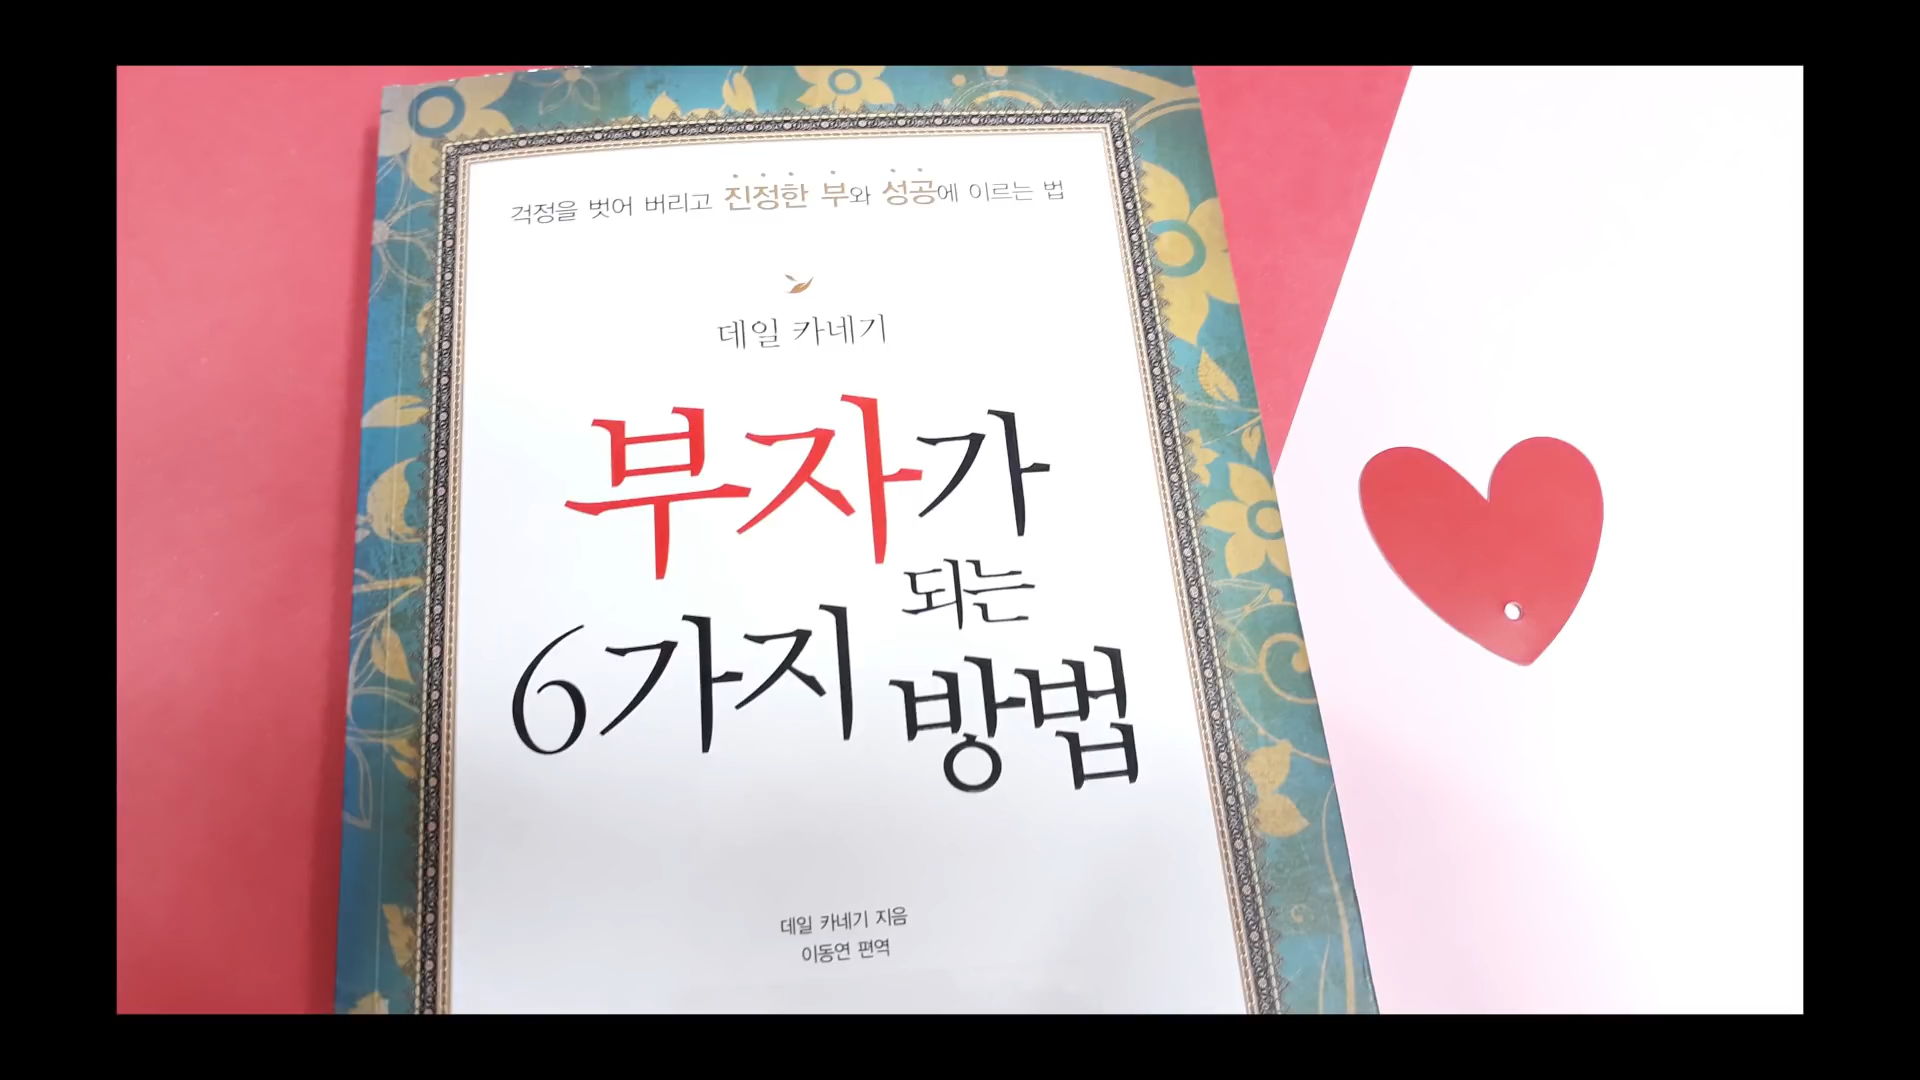 걱정을 벗어 버리고 진정한 부와 성공에 이르는 법
데일 카네기
부자가
되는
6가지 방법
데일 카네기 지음
이동연 편역